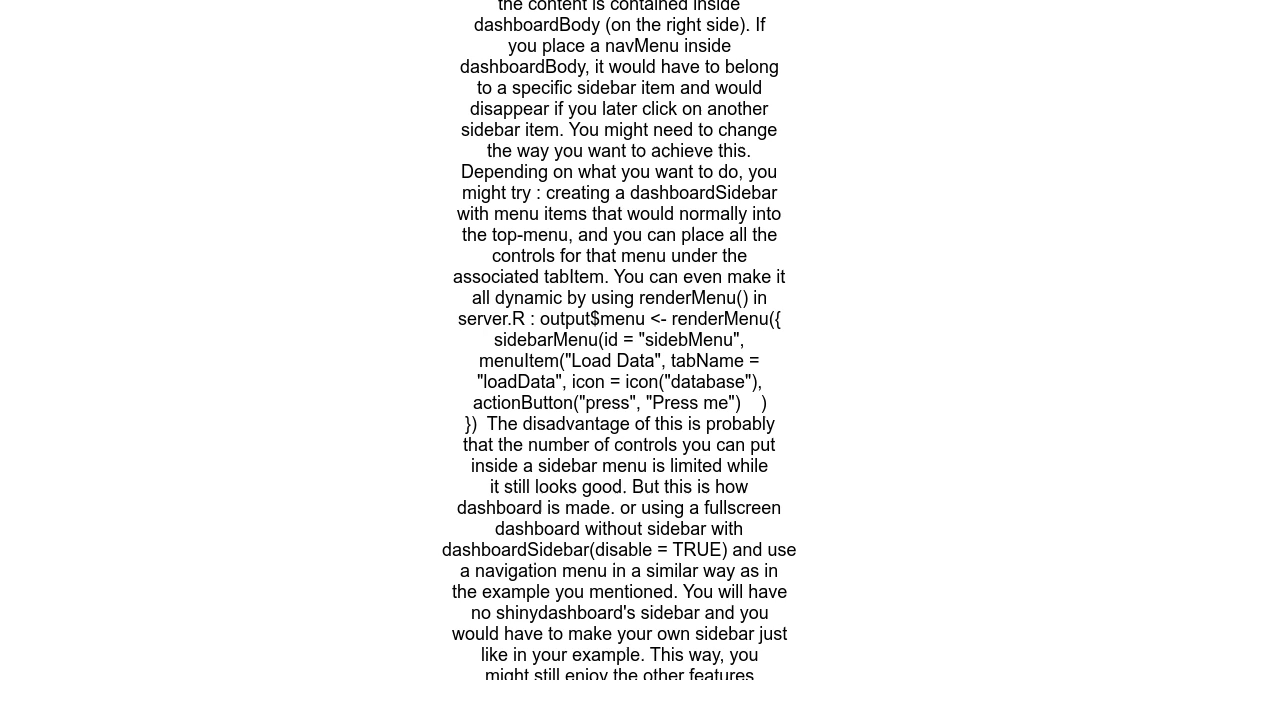 the content is contained inside
dashboardBody (on the right side). If
you place a navMenu inside
dashboardBody, it would have to belong
to a specific sidebar item and would
disappear if you later click on another
sidebar item. You might need to change
the way you want to achieve this.
Depending on what you want to do, you
might try : creating a dashboardSidebar
with menu items that would normally into
the top-menu, and you can place all the
controls for that menu under the
associated tabItem. You can even make it
all dynamic by using renderMenu() in
server.R : output$menu <- renderMenu({
sidebarMenu(id = "sidebMenu",
menuItem("Load Data", tabName =
"loadData", icon = icon("database"),
actionButton("press", "Press me")    )
})  The disadvantage of this is probably
that the number of controls you can put
inside a sidebar menu is limited while
it still looks good. But this is how
dashboard is made. or using a fullscreen
dashboard without sidebar with
dashboardSidebar(disable = TRUE) and use
a navigation menu in a similar way as in
the example you mentioned. You will have
no shinydashboard's sidebar and you
would have to make your own sidebar just
like in your example. This way, you
might still enjoy the other features